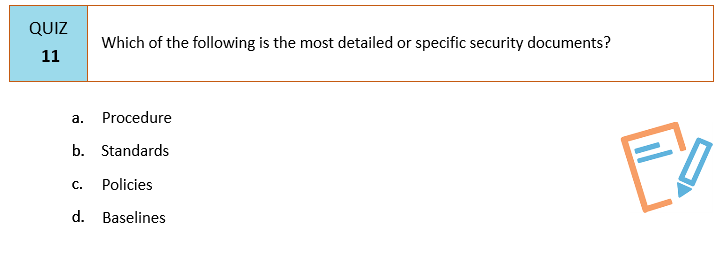 QUIZ
11
Which of the following is the most detailed or specific security documents?
a. Procedure
b. Standards
c. Policies
d. Baselines